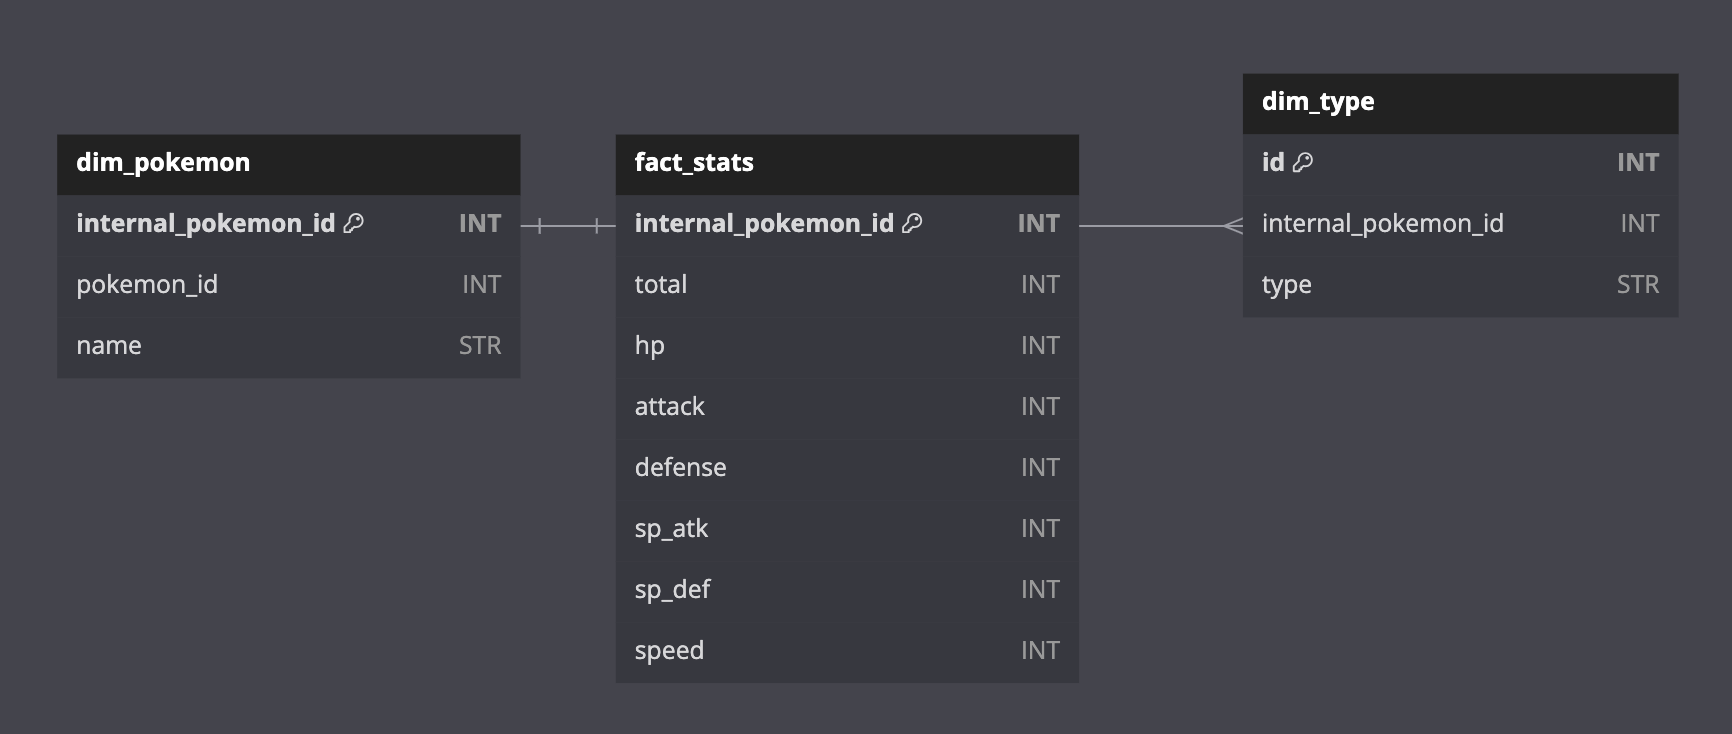 dim_pokemon
internal_pokemon_id INT
pokemon_id INT
name STR
fact_stats
internal_pokemon_id INT
total INT
hp INT
attack INT
defense INT
sp_atk INT
sp_def INT
speed INT
dim_type
id INT
internal_pokemon_id INT
type STR